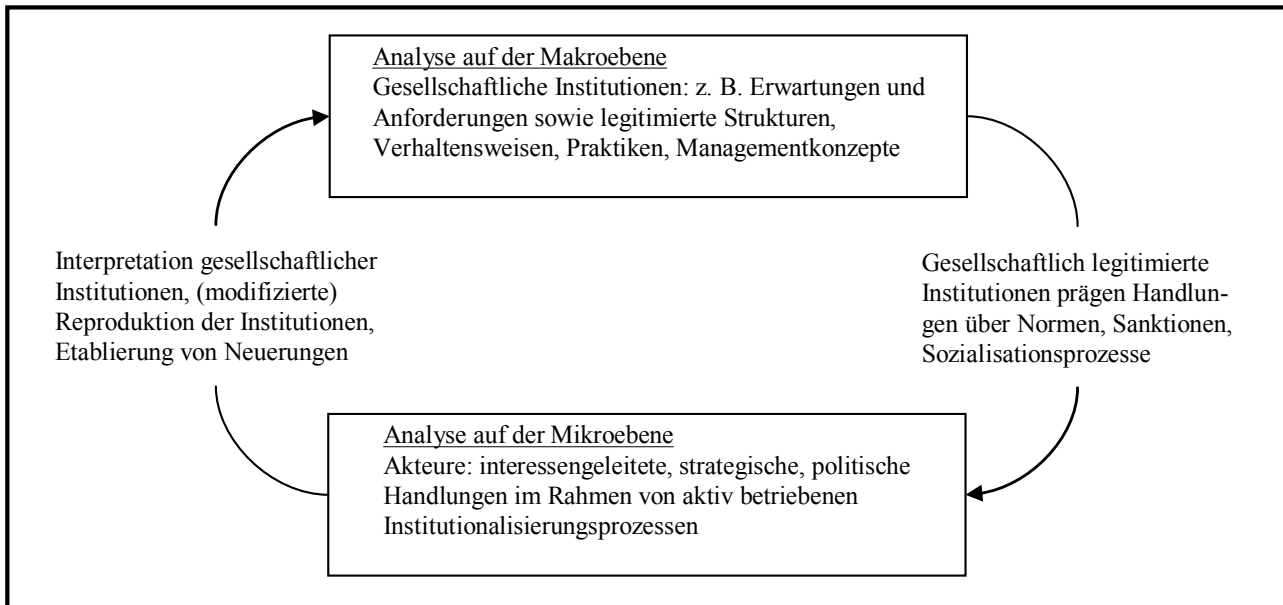 Analyse auf der Makroebene
Gesellschaftliche Institutionen: z. B. Erwartungen und
Anforderungen sowie legitimierte Strukturen,
Verhaltensweisen, Praktiken, Managementkonzepte
Interpretation gesellschaftlicher
Institutionen, (modifizierte)
Reproduktion der Institutionen,
Etablierung von Neuerungen
Gesellschaftlich legitimierte
Institutionen prägen Handlun-
gen über Normen, Sanktionen,
Sozialisationsprozesse
Analyse auf der Mikroebene
Akteure: interessengeleitete, strategische, politische
Handlungen im Rahmen von aktiv betriebenen
Institutionalisierungsprozessen